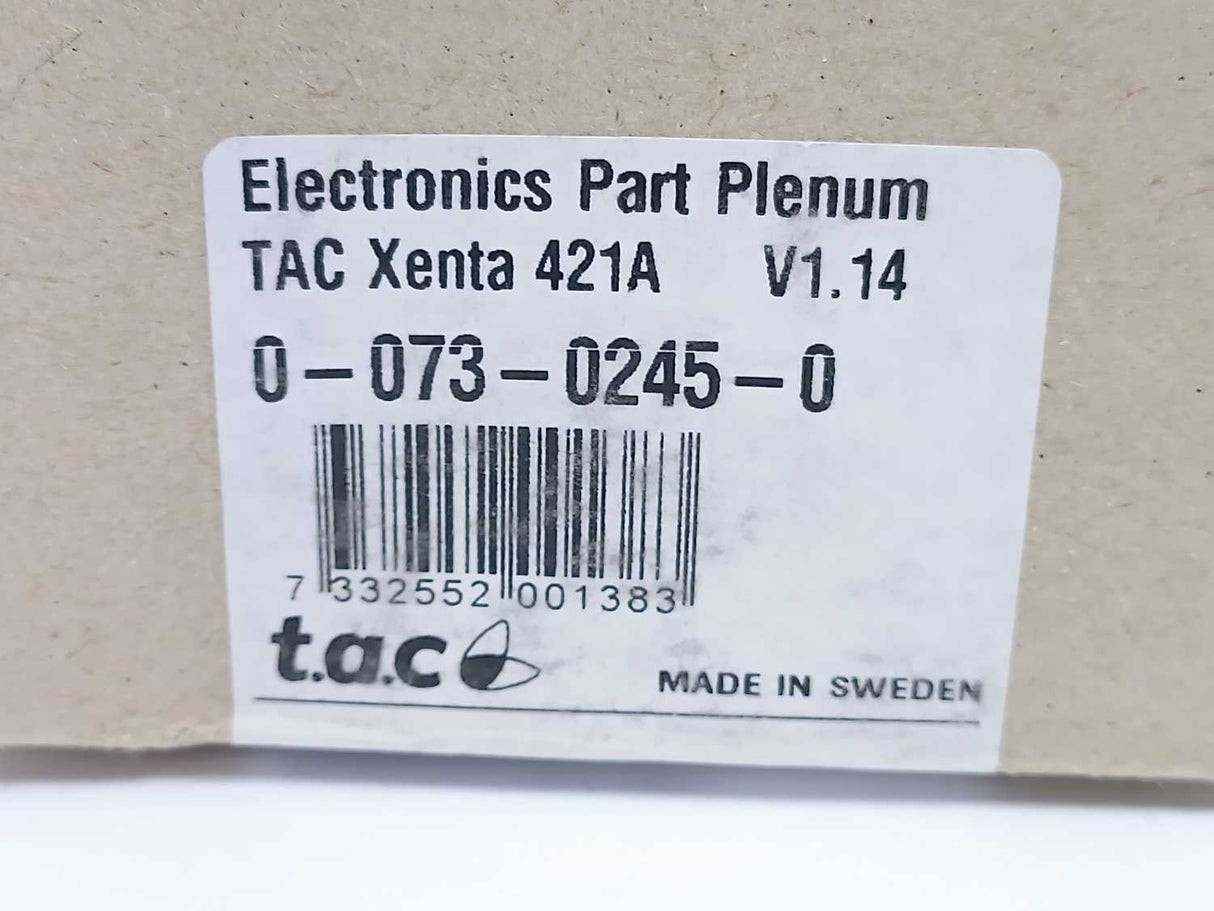 Electronics Part Plenum
TAC Xenta 421A V1.14
0-073-0245-0
7 332552 001383
t.a.c
MADE IN SWEDEN